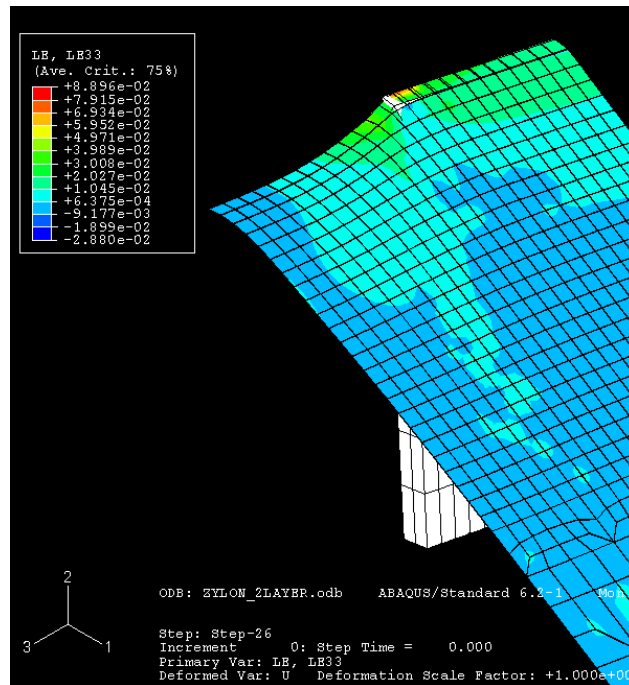 LE, LE33
(Ave. Crit.: 75%)
+8.896e-02
+7.915e-02
+6.934e-02
+5.952e-02
+4.971e-02
+3.989e-02
+3.008e-02
+2.027e-02
+1.045e-02
+6.375e-04
-9.177e-03
-1.899e-02
-2.880e-02
2
3 1
ODB: ZYLON_2LAYER.odb ABAQUS/Standard 6.2-1 Mon
Step: Step-26
Increment 0: Step Time = 0.000
Primary Var: LE, LE33
Deformed Var: U Deformation Scale Factor: +1.000e+00